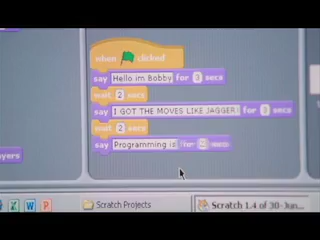 when clicked
say Hello im Bobby for 3 secs
wait 2 secs
say I GOT THE MOVES LIKE JAGGER! for 3 secs
wait 2 secs
say Programming is for 2 secs
ayers
Scratch Projects
Scratch 1.4 of 30-Jun...